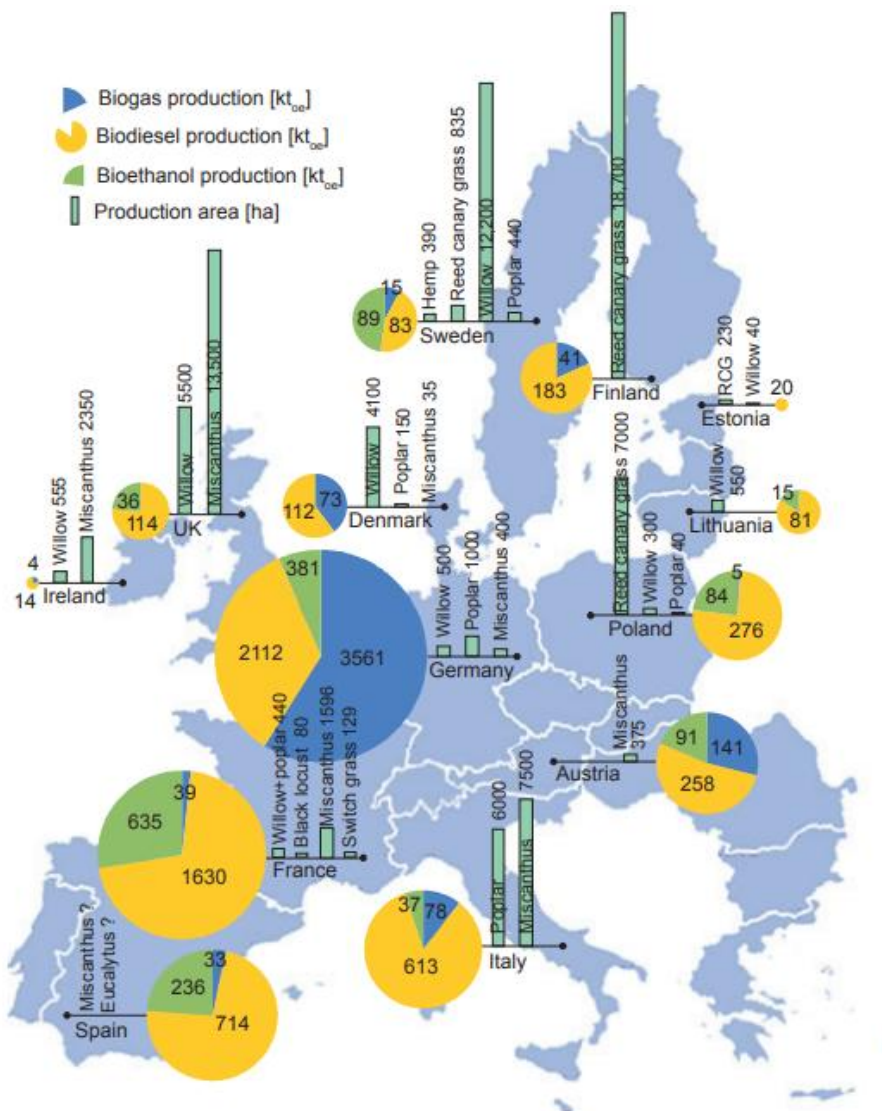 Biogas production [ktoe]
Biodiesel production [ktoe]
Bioethanol production [ktoe]
Production area [ha]
Hemp 390
Reed canary grass 835
Willow 12,200
Poplar 440
15
89
83
Sweden
Reed canary grass 18,700
41
183
Finland
RCG 230
Willow 40
20
Estonia
Willow 5500
Miscanthus 13,500
36
114
UK
Willow 555
Miscanthus 2350
4
14
Ireland
Willow 4100
Poplar 150
Miscanthus 35
73
112
Denmark
Willow 550
15
81
Lithuania
Reed canary grass 7000
Willow 300
Poplar 40
5
84
276
Poland
381
2112
3561
Willow 500
Poplar 1000
Miscanthus 400
Germany
Miscanthus 375
91
141
258
Austria
Willow+poplar 440
Black locust 80
Miscanthus 1596
Switch grass 129
39
635
1630
France
Poplar 6000
Miscanthus 7500
37
78
613
Italy
Miscanthus ?
Eucalytus ?
33
236
714
Spain